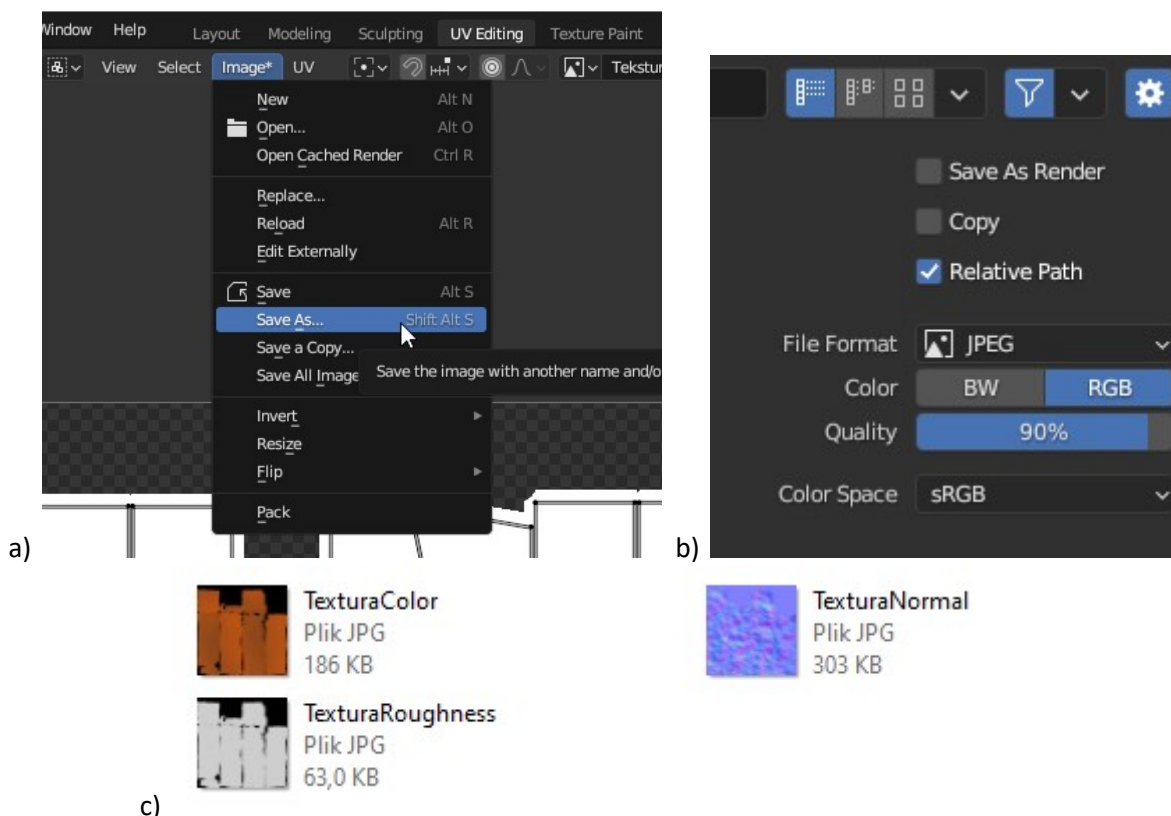 Window Help Layout Modeling Sculpting UV Editing Texture Paint
View Select Image* UV Tekstur
New Alt N
Open... Alt O
Open Cached Render Ctrl R
Replace...
Reload Alt R
Edit Externally
Save Alt S
Save As... Shift Alt S
Save a Copy...
Save All Image
Save the image with another name and/o
Invert
Resize
Flip
Pack
a)
Save As Render
Copy
Relative Path
File Format JPEG
Color BW RGB
Quality 90%
Color Space sRGB
b)
TexturaColor
Plik JPG
186 KB
TexturaNormal
Plik JPG
303 KB
TexturaRoughness
Plik JPG
63,0 KB
c)